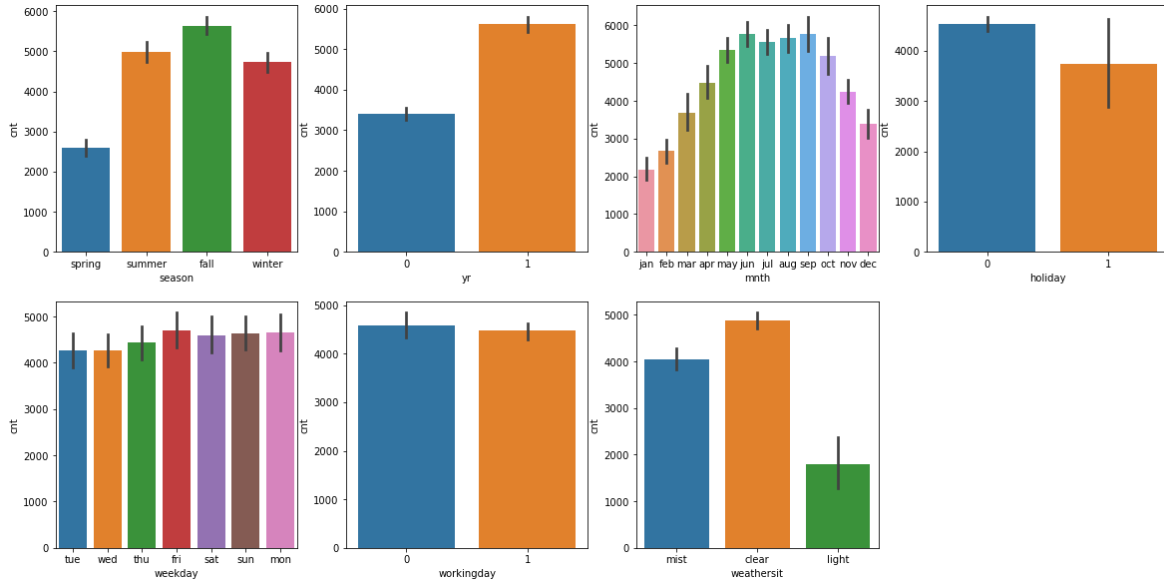 cnt
6000
5000
4000
3000
2000
1000
0
spring summer fall winter
season
cnt
6000
5000
4000
3000
2000
1000
0
0 1
yr
cnt
6000
5000
4000
3000
2000
1000
0
jan feb mar apr may jun jul aug sep oct nov dec
mnth
cnt
4000
3000
2000
1000
0
0 1
holiday
cnt
5000
4000
3000
2000
1000
0
tue wed thu fri sat sun mon
weekday
cnt
5000
4000
3000
2000
1000
0
0 1
workingday
cnt
5000
4000
3000
2000
1000
0
mist clear light
weathersit